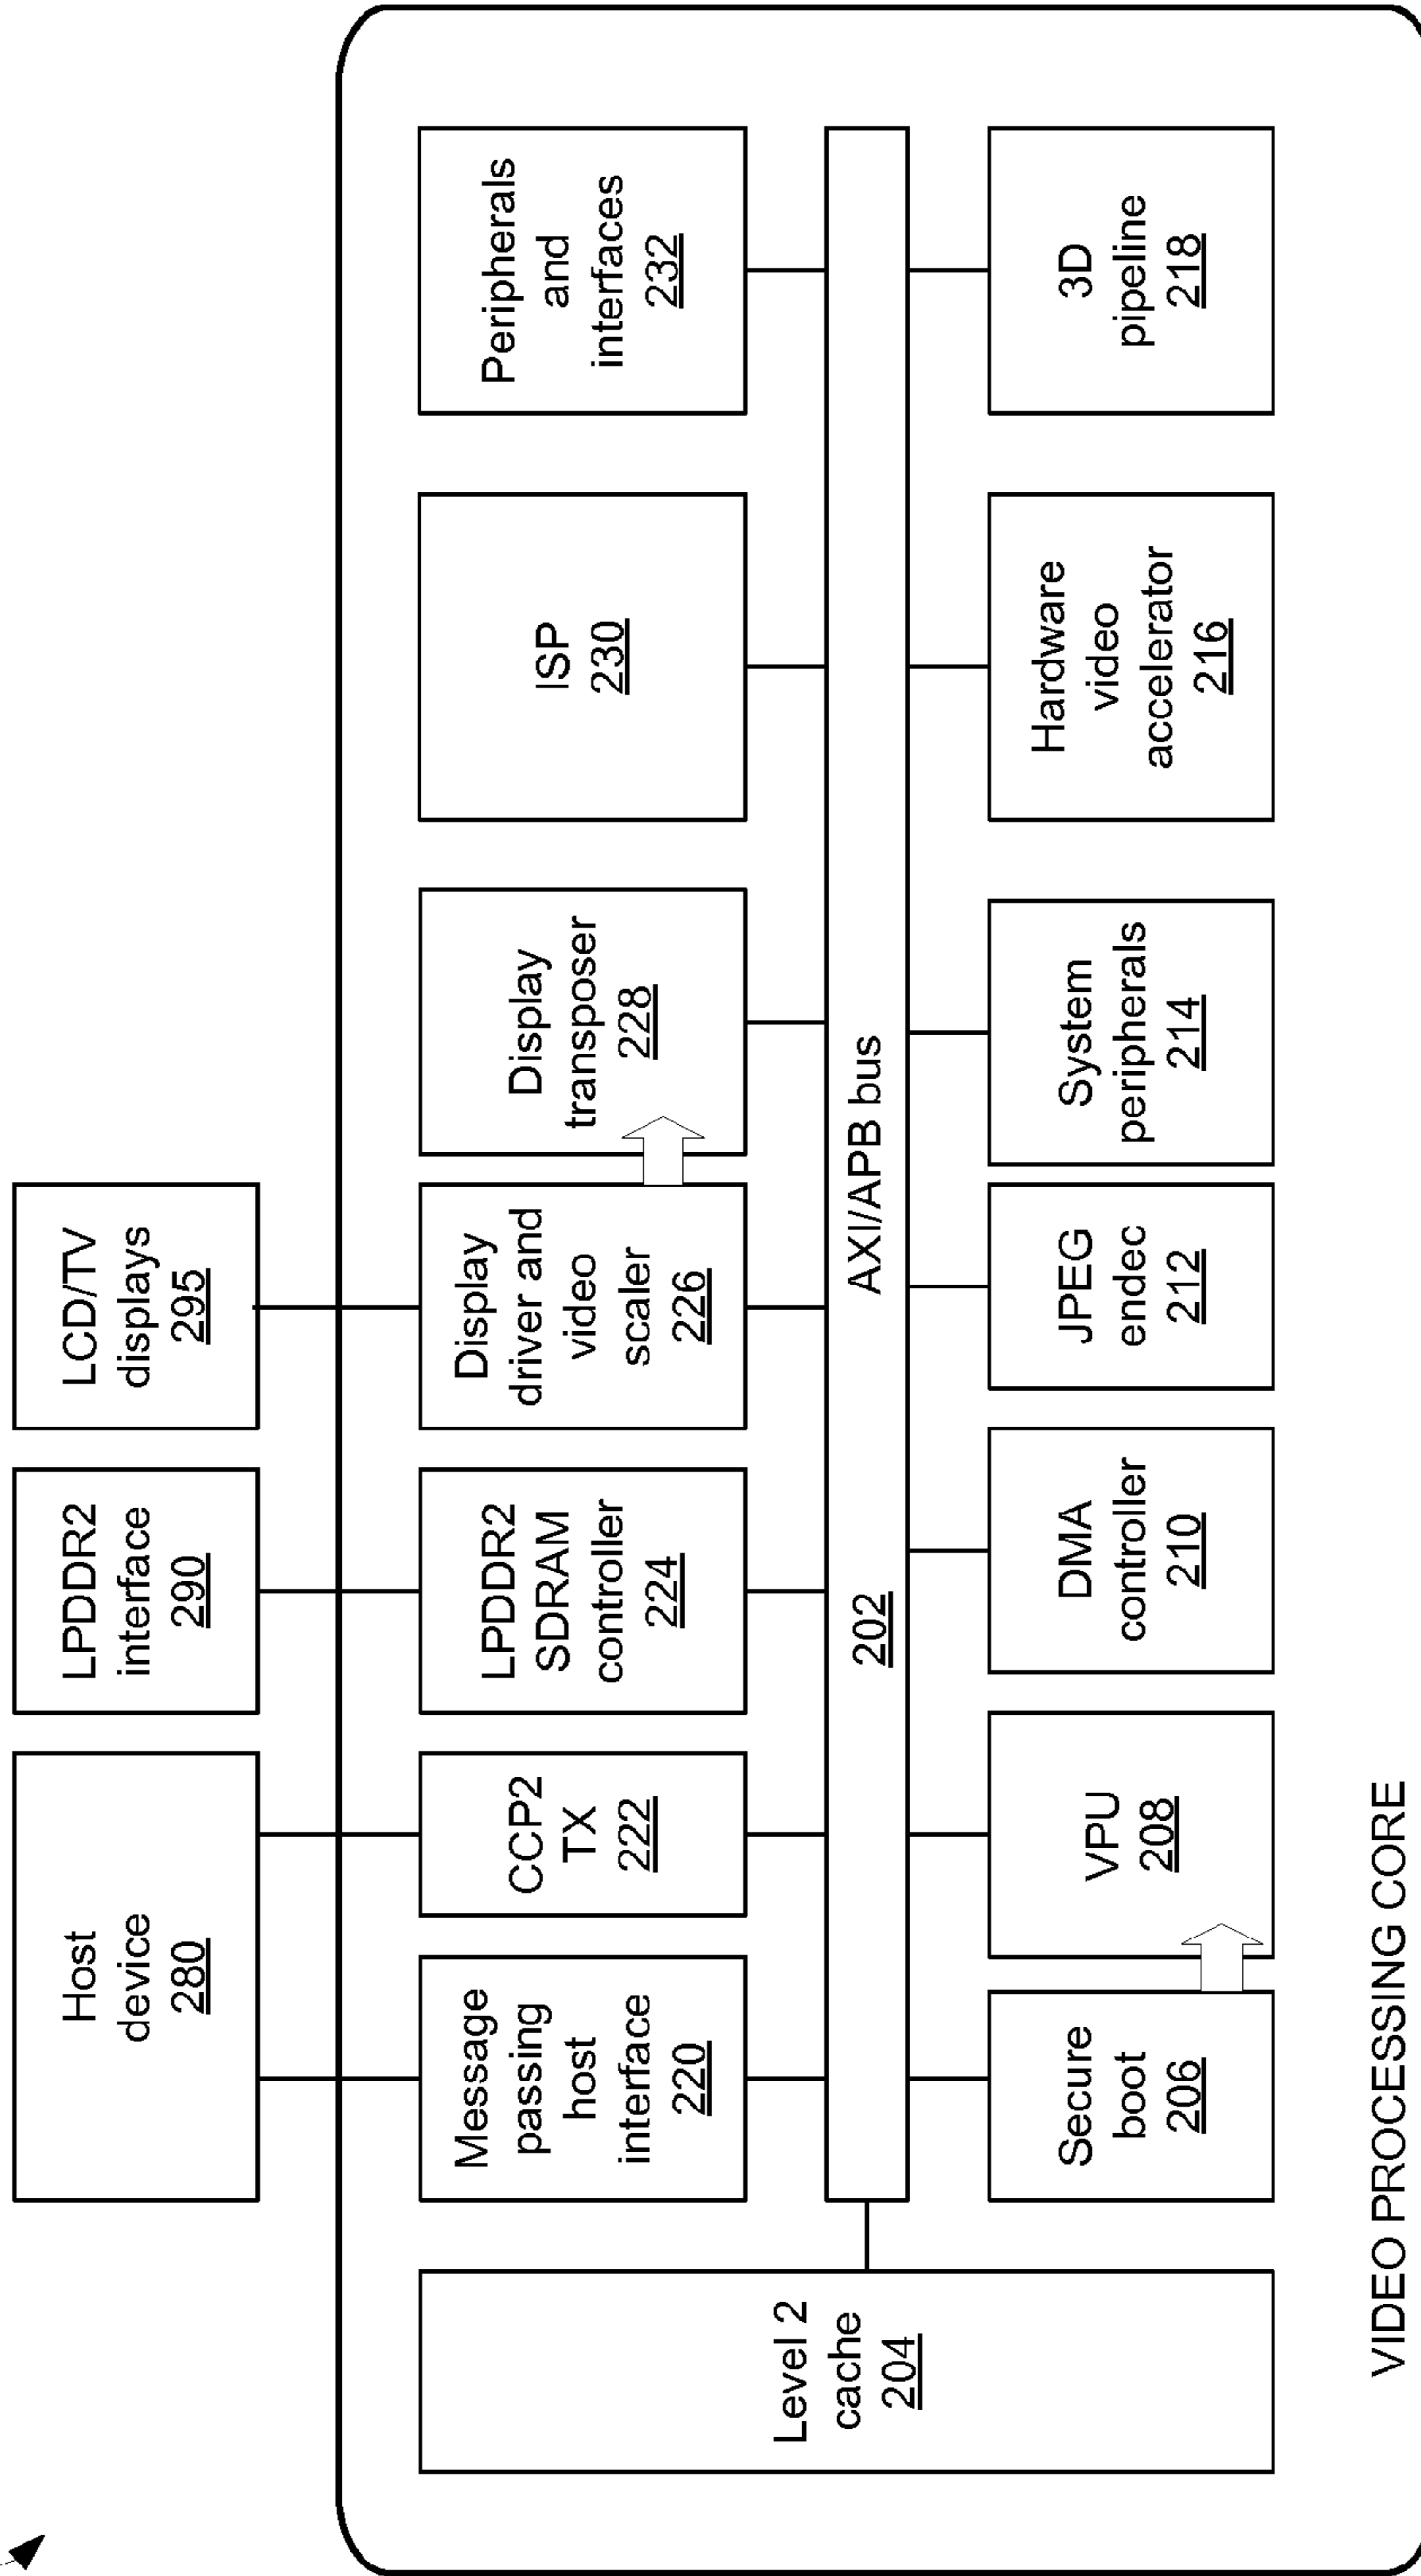 Host
device
280
LPDDR2
interface
290
LCD/TV
displays
295
Level 2
cache
204
Message
passing
host
interface
220
CCP2
TX
222
LPDDR2
SDRAM
controller
224
Display
driver and
video
scaler
226
Display
transposer
228
ISP
230
Peripherals
and
interfaces
232
202
AXI/APB bus
Secure
boot
206
VPU
208
DMA
controller
210
JPEG
endec
212
System
peripherals
214
Hardware
video
accelerator
216
3D
pipeline
218
VIDEO PROCESSING CORE